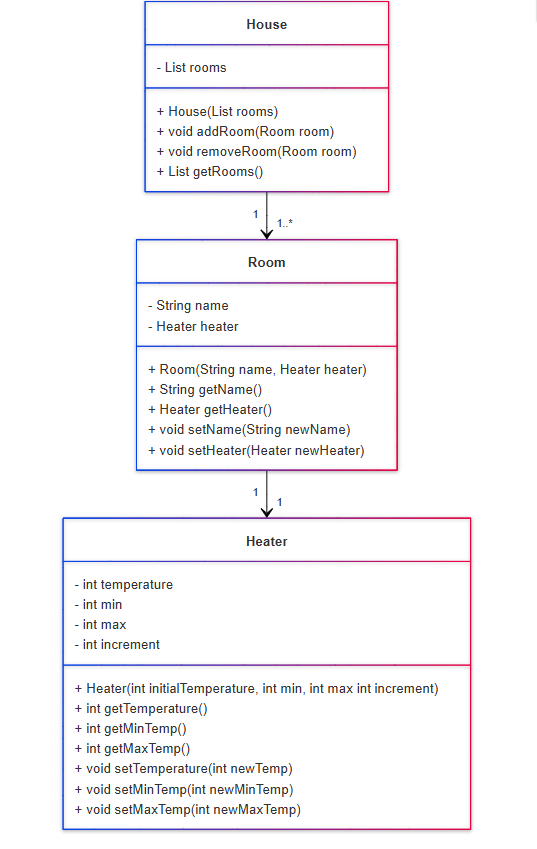 House
- List rooms
+ House(List rooms)
+ void addRoom(Room room)
+ void removeRoom(Room room)
+ List getRooms()
1
1..*
Room
- String name
- Heater heater
+ Room(String name, Heater heater)
+ String getName()
+ Heater getHeater()
+ void setName(String newName)
+ void setHeater(Heater newHeater)
1
1
Heater
- int temperature
- int min
- int max
- int increment
+ Heater(int initialTemperature, int min, int max int increment)
+ int getTemperature()
+ int getMinTemp()
+ int getMaxTemp()
+ void setTemperature(int newTemp)
+ void setMinTemp(int newMinTemp)
+ void setMaxTemp(int newMaxTemp)